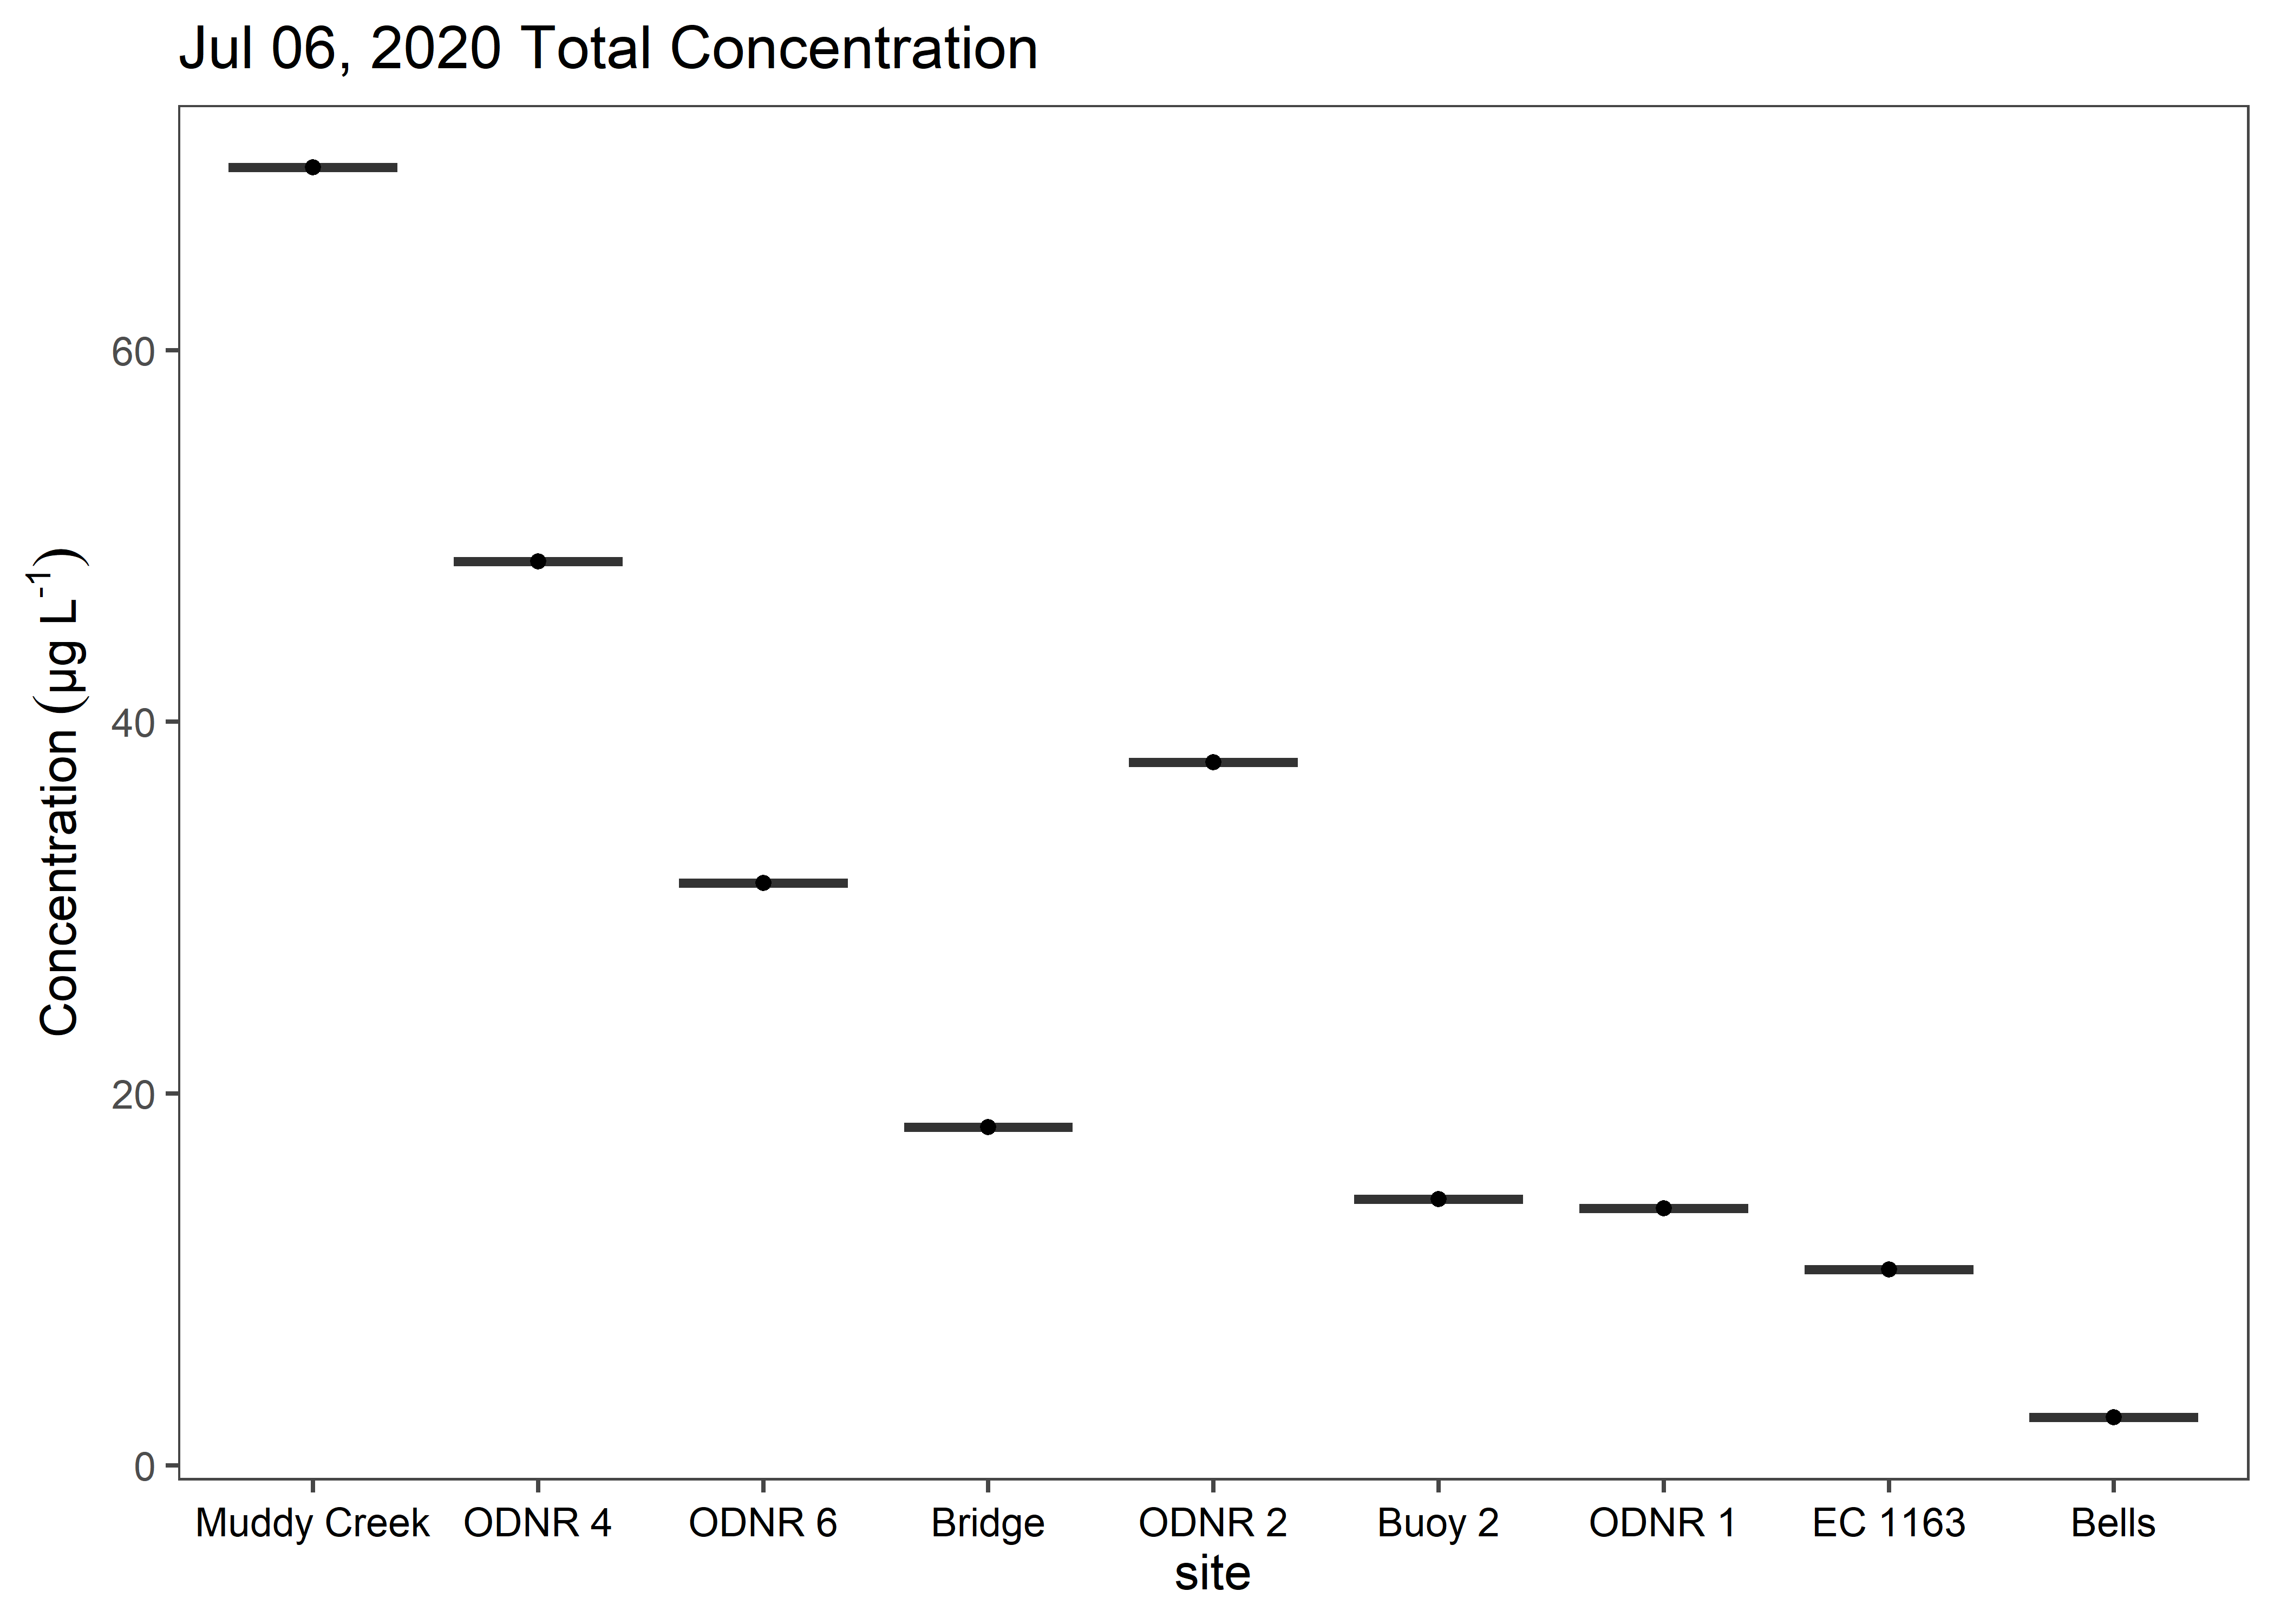 Jul 06, 2020 Total Concentration
Concentration (µg L-1)
60
40
20
0
Muddy Creek ODNR 4 ODNR 6 Bridge ODNR 2 Buoy 2 ODNR 1 EC 1163 Bells
site